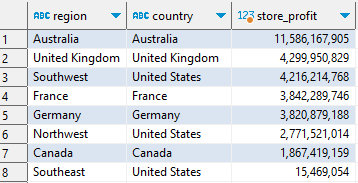 ABC region ABC country 123 store_profit
1 Australia Australia 11,586,167,905
2 United Kingdom United Kingdom 4,299,950,829
3 Southwest United States 4,216,214,768
4 France France 3,842,289,746
5 Germany Germany 3,820,879,188
6 Northwest United States 2,771,521,014
7 Canada Canada 1,867,419,159
8 Southeast United States 15,469,054